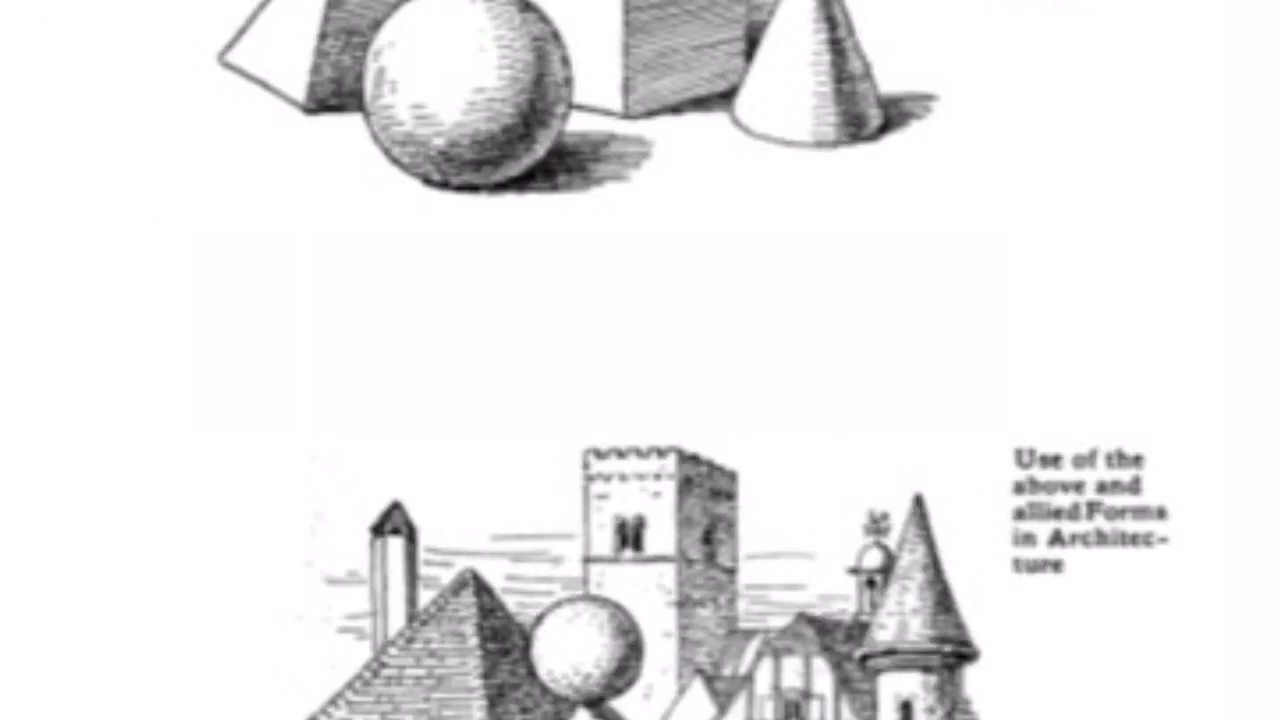 Use of the
above and
allied Forms
in Architec-
ture